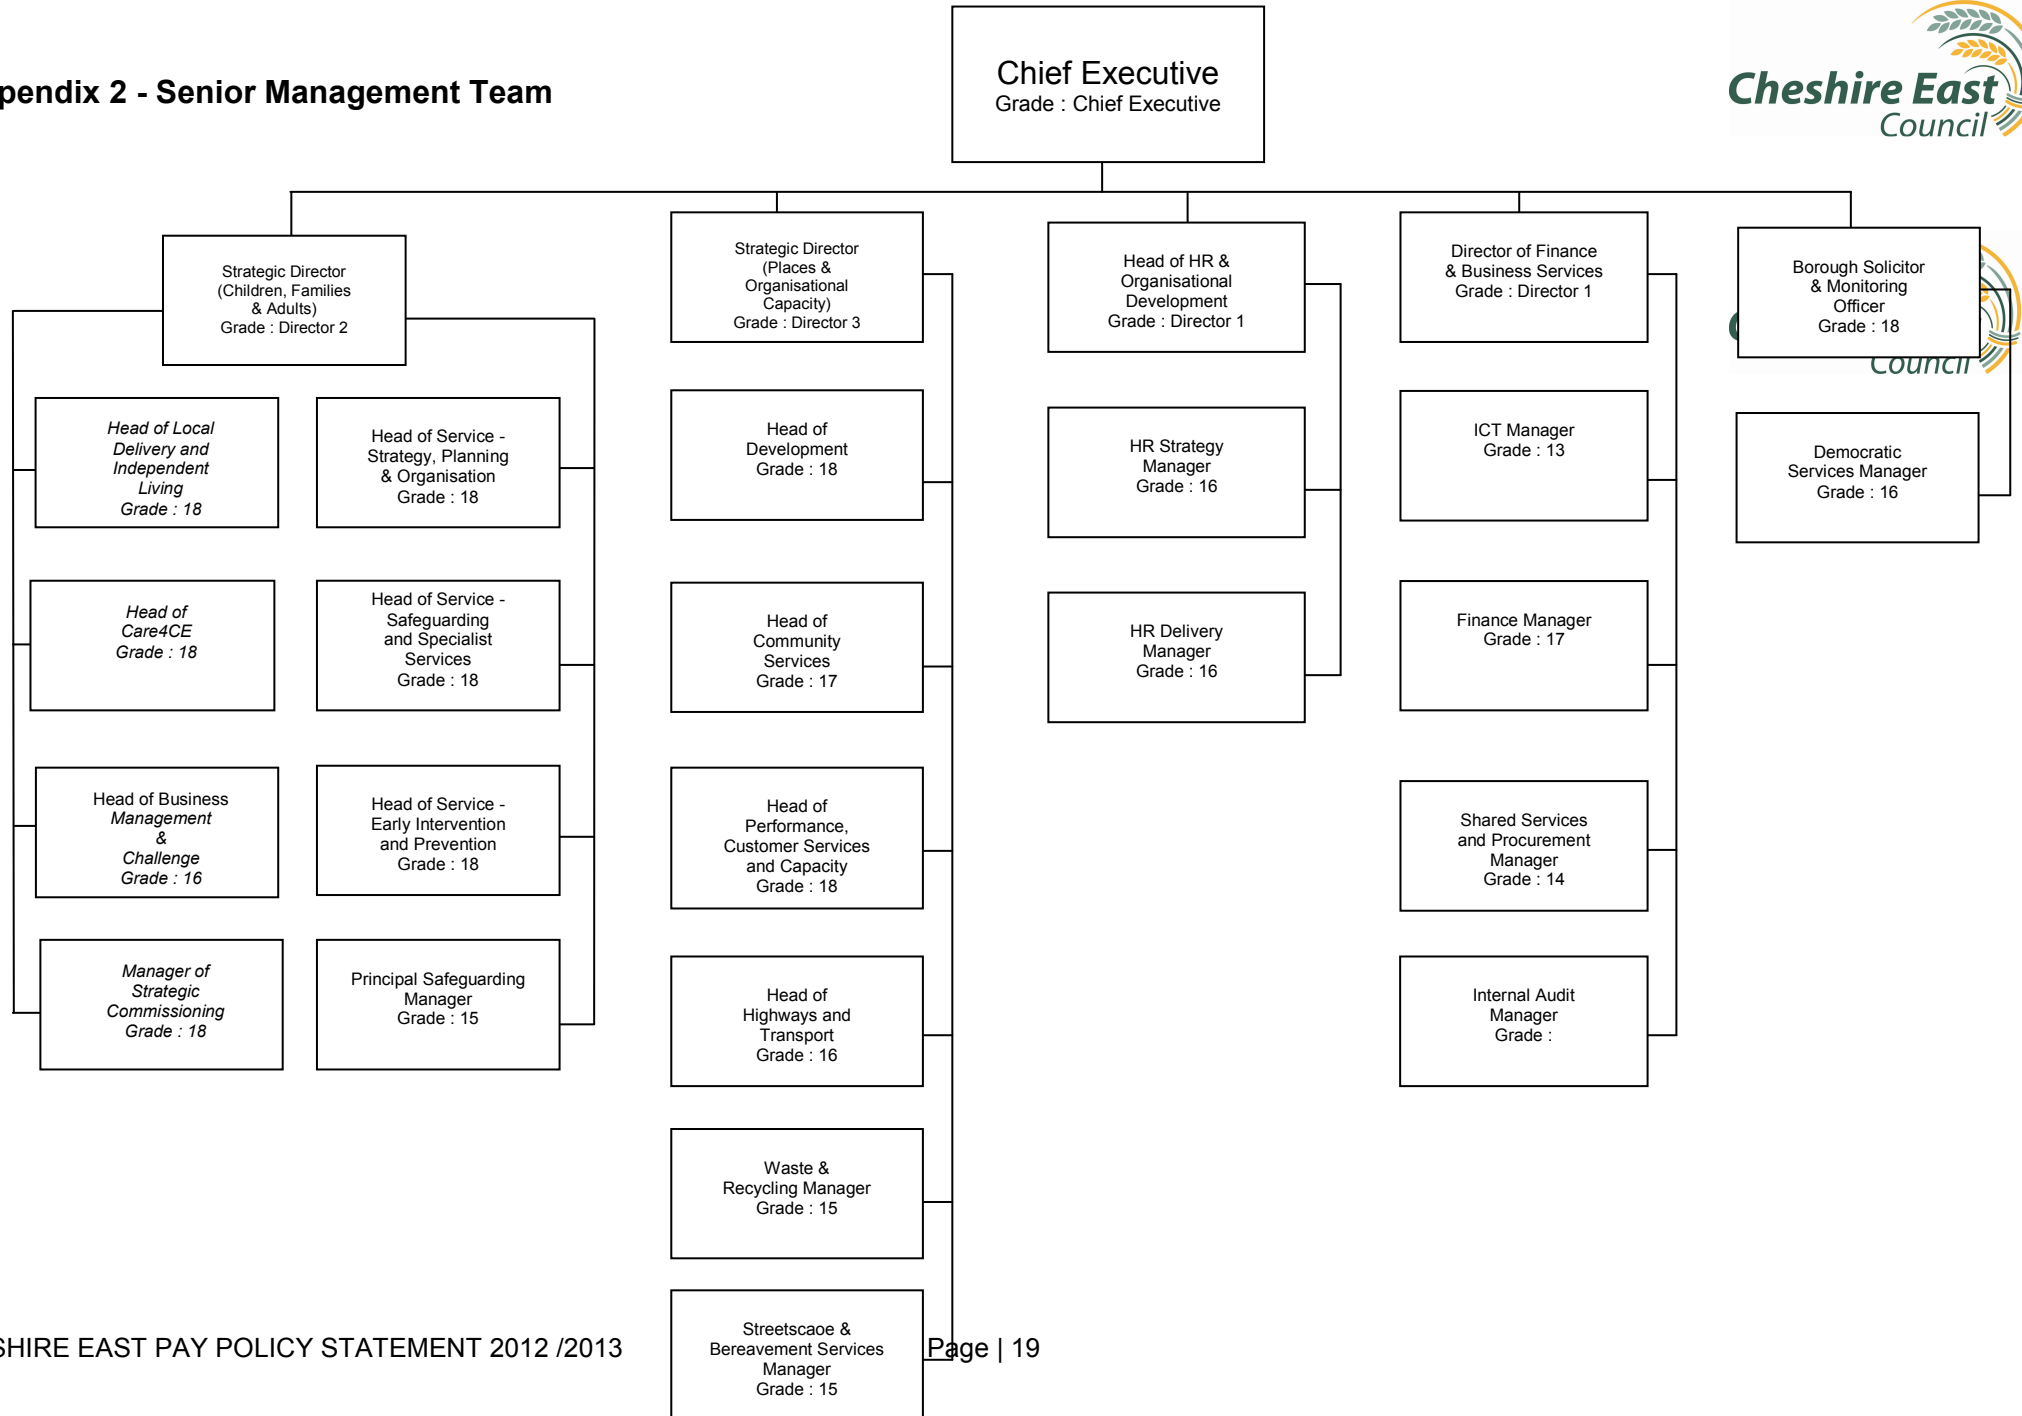 pendix 2 - Senior Management Team
Chief Executive
Grade : Chief Executive
Cheshire East
Council
Strategic Director
(Children, Families
& Adults)
Grade : Director 2
Strategic Director
(Places &
Organisational
Capacity)
Grade : Director 3
Head of HR &
Organisational
Development
Grade : Director 1
Director of Finance
& Business Services
Grade : Director 1
Borough Solicitor
& Monitoring
Officer
Grade : 18
Council
Head of Local
Delivery and
Independent
Living
Grade : 18
Head of Service -
Strategy, Planning
& Organisation
Grade : 18
Head of
Development
Grade : 18
HR Strategy
Manager
Grade : 16
ICT Manager
Grade : 13
Democratic
Services Manager
Grade : 16
Head of
Care4CE
Grade : 18
Head of Service -
Safeguarding
and Specialist
Services
Grade : 18
Head of
Community
Services
Grade : 17
HR Delivery
Manager
Grade : 16
Finance Manager
Grade : 17
Head of Business
Management
&
Challenge
Grade : 16
Head of Service -
Early Intervention
and Prevention
Grade : 18
Head of
Performance,
Customer Services
and Capacity
Grade : 18
Shared Services
and Procurement
Manager
Grade : 14
Manager of
Strategic
Commissioning
Grade : 18
Principal Safeguarding
Manager
Grade : 15
Head of
Highways and
Transport
Grade : 16
Internal Audit
Manager
Grade :
Waste &
Recycling Manager
Grade : 15
Streetscaoe &
Bereavement Services
Manager
Grade : 15
SHIRE EAST PAY POLICY STATEMENT 2012 /2013
Page | 19